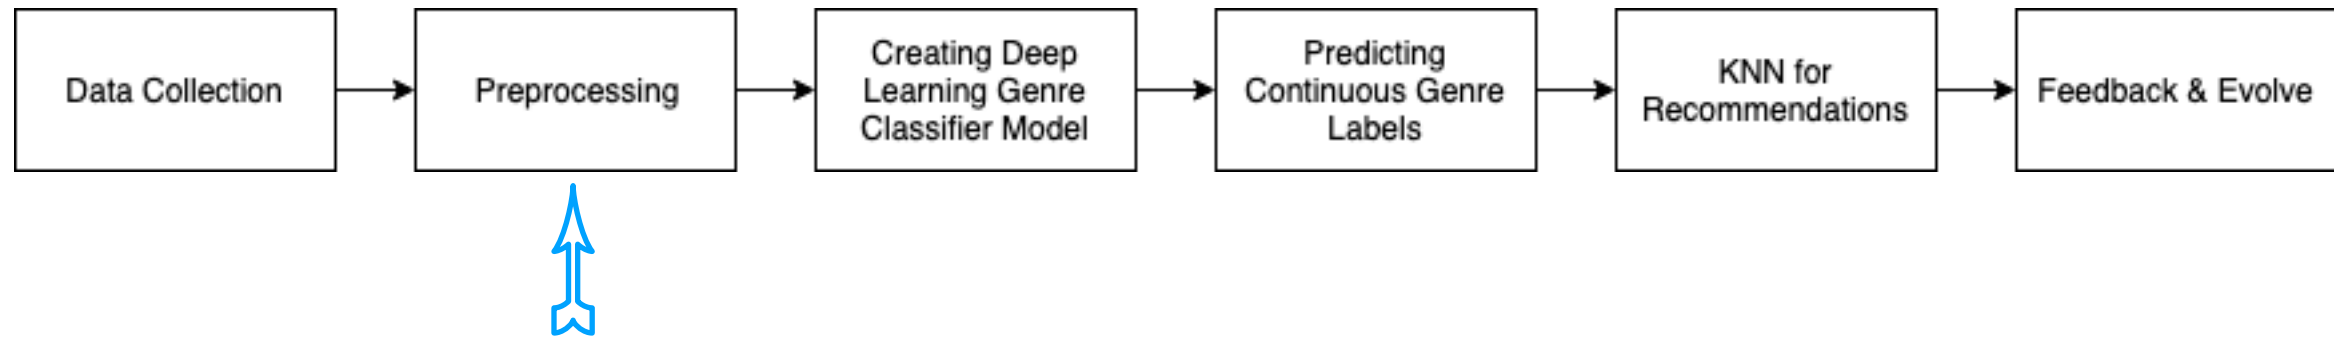 Data Collection
Preprocessing
Creating Deep
Learning Genre
Classifier Model
Predicting
Continuous Genre
Labels
KNN for
Recommendations
Feedback & Evolve